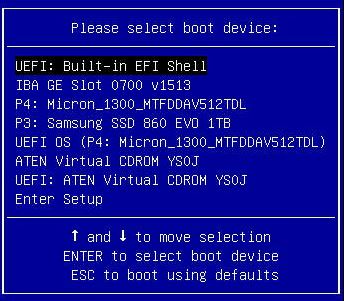 Please select boot device:
UEFI: Built-in EFI Shell
IBA GE Slot 0700 v1513
P4: Micron_1300_MTFDDAV512TDL
P3: Samsung SSD 860 EVO 1TB
UEFI OS (P4: Micron_1300_MTFDDAV512TDL)
ATEN Virtual CDROM YS0J
UEFI: ATEN Virtual CDROM YS0J
Enter Setup
↑ and ↓ to move selection
ENTER to select boot device
ESC to boot using defaults